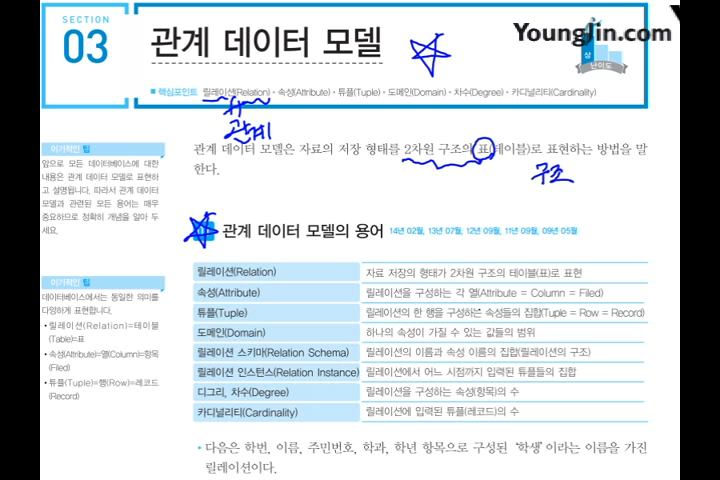 SECTION
03
관계 데이터 모델
YoungJin.com
상
난이도
■ 핵심포인트 릴레이션(Relation) • 속성(Attribute) • 튜플(Tuple) • 도메인(Domain) • 차수(Degree) • 카디널리티(Cardinality)
관계
이기적인 팁
앞으로 모든 데이터베이스에 대한
내용은 관계 데이터 모델로 표현하
고 설명됩니다. 따라서 관계 데이터
모델과 관련된 모든 용어는 매우
중요하므로 정확히 개념을 알아 두
세요.
관계 데이터 모델은 자료의 저장 형태를 2차원 구조의 표(테이블)로 표현하는 방법을 말
한다.
구조
관계 데이터 모델의 용어 14년 02월, 13년 07월, 12년 09월, 11년 09월, 09년 05월
릴레이션(Relation) 자료 저장의 형태가 2차원 구조의 테이블(표)로 표현
속성(Attribute) 릴레이션을 구성하는 각 열(Attribute = Column = Filed)
튜플(Tuple) 릴레이션의 한 행을 구성하는 속성들의 집합(Tuple = Row = Record)
도메인(Domain) 하나의 속성이 가질 수 있는 값들의 범위
릴레이션 스키마(Relation Schema) 릴레이션의 이름과 속성 이름의 집합(릴레이션의 구조)
릴레이션 인스턴스(Relation Instance) 릴레이션에서 어느 시점까지 입력된 튜플들의 집합
디그리, 차수(Degree) 릴레이션을 구성하는 속성(항목)의 수
카디널리티(Cardinality) 릴레이션에 입력된 튜플(레코드)의 수
이기적인 팁
데이터베이스에서는 동일한 의미를
다양하게 표현합니다.
• 릴레이션(Relation)=테이블
(Table)=표
• 속성(Attribute)=열(Column)=항목
(Filed)
• 튜플(Tuple)=행(Row)=레코드
(Record)
• 다음은 학번, 이름, 주민번호, 학과, 학년 항목으로 구성된 '학생'이라는 이름을 가진
릴레이션이다.